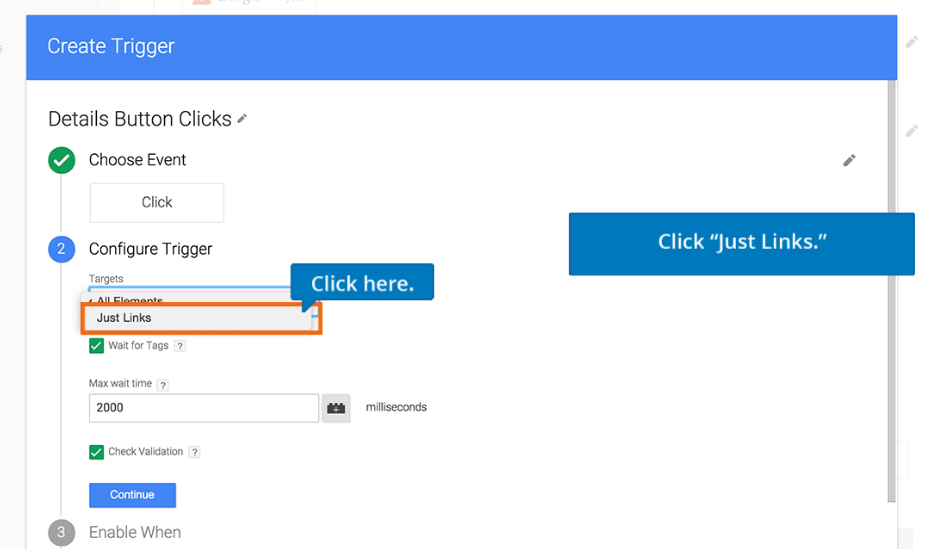 Create Trigger
Details Button Clicks
Choose Event
Click
2
Configure Trigger
Click "Just Links."
Targets
Click here.
✓ All Elements
Just Links
Wait for Tags ?
Max wait time ?
2000
milliseconds
Check Validation ?
Continue
3
Enable When